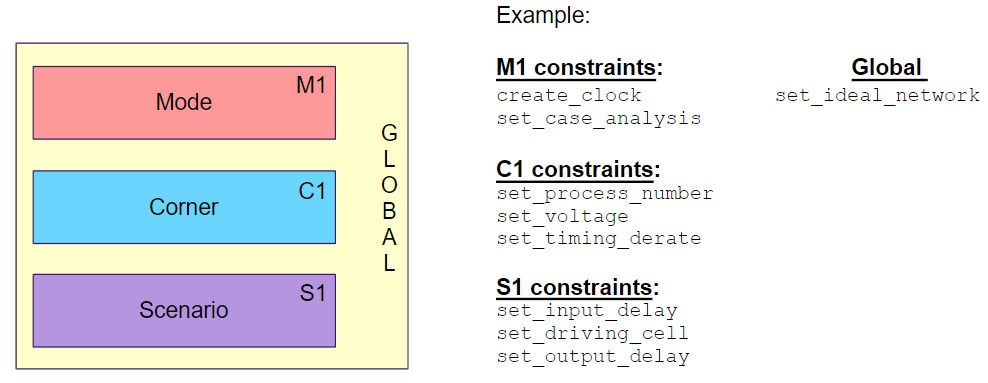 Example:
Mode M1
Corner C1
Scenario S1
G
L
O
B
A
L
M1 constraints:
create_clock
set_case_analysis
C1 constraints:
set_process_number
set_voltage
set_timing_derate
S1 constraints:
set_input_delay
set_driving_cell
set_output_delay
Global
set_ideal_network